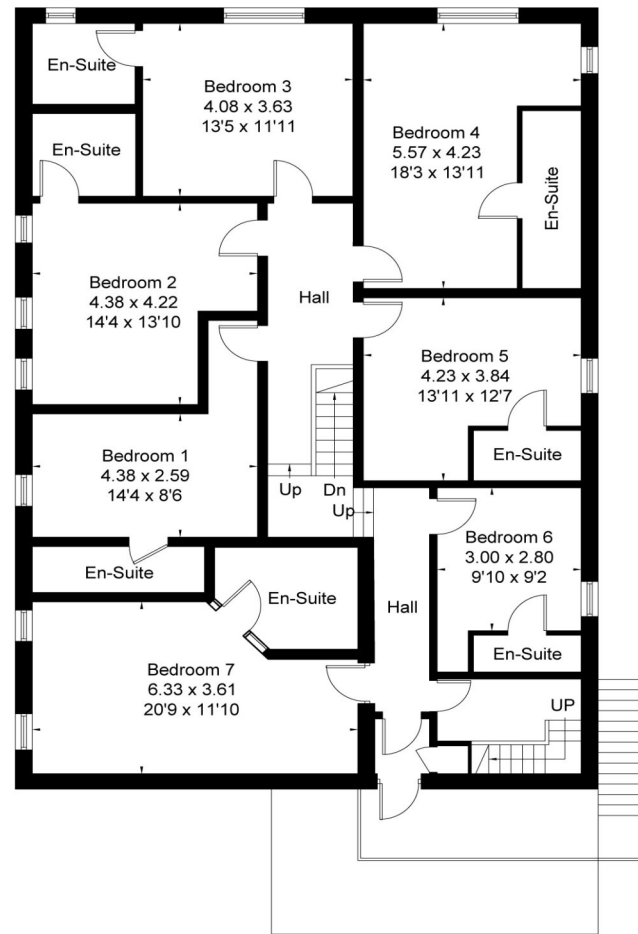 En-Suite
Bedroom 3
4.08 x 3.63
13'5 x 11'11
Bedroom 4
5.57 x 4.23
18'3 x 13'11
En-Suite
En-Suite
Bedroom 2
4.38 x 4.22
14'4 x 13'10
Hall
Bedroom 5
4.23 x 3.84
13'11 x 12'7
En-Suite
Bedroom 1
4.38 x 2.59
14'4 x 8'6
Up
Dn
Up
En-Suite
En-Suite
Bedroom 6
3.00 x 2.80
9'10 x 9'2
En-Suite
Hall
Bedroom 7
6.33 x 3.61
20'9 x 11'10
UP